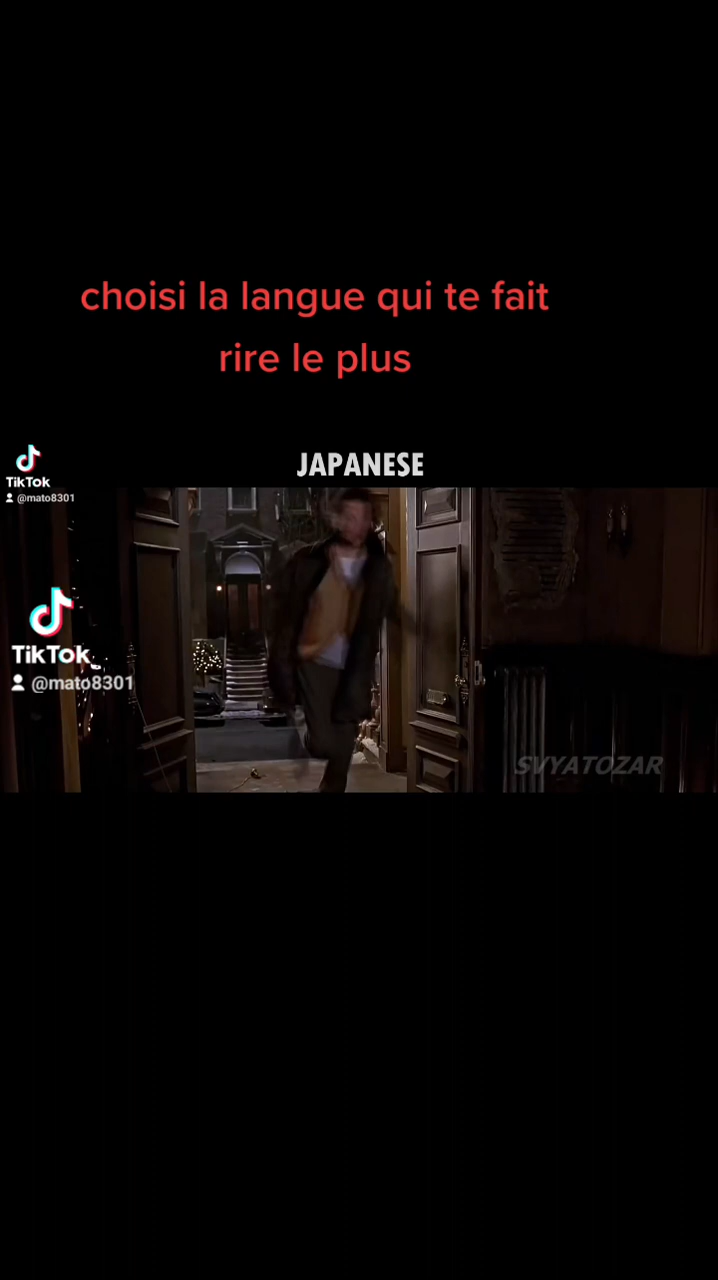 choisi la langue qui te fait
rire le plus
JAPANESE
TikTok
@mato8301
TikTok
@mato8301
SVYATOZAR